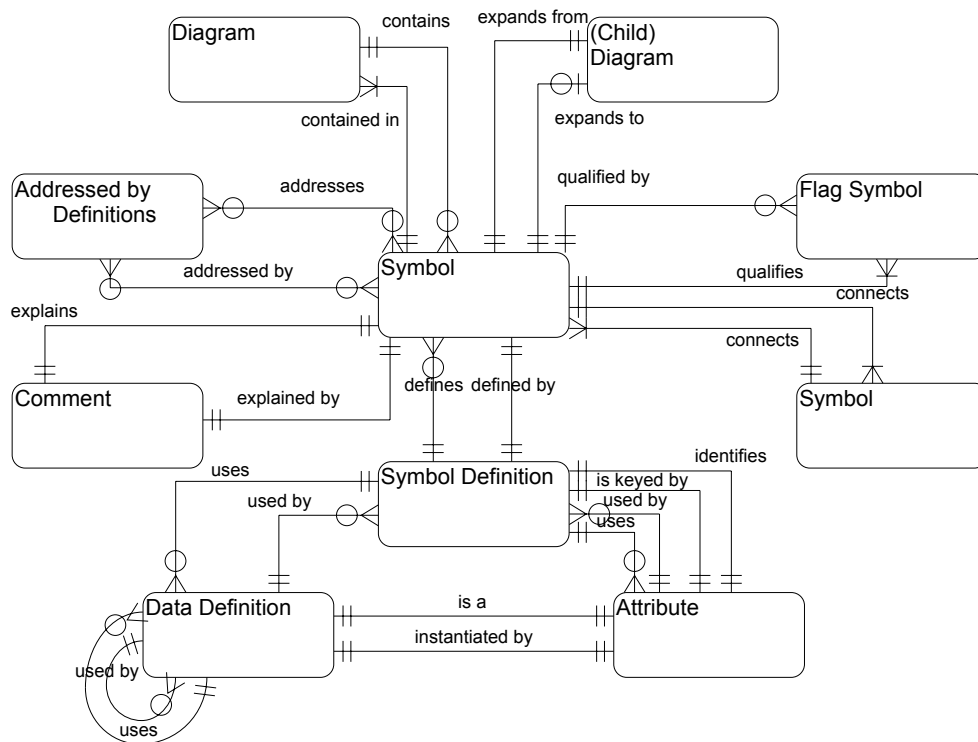 contains
expands from
Diagram
(Child)
Diagram
contained in
expands to
addresses
qualified by
Addressed by
Definitions
Flag Symbol
addressed by
Symbol
qualifies
connects
explains
connects
defines
defined by
Comment
explained by
Symbol
uses
Symbol Definition
identifies
is keyed by
used by
used by
uses
Data Definition
is a
Attribute
instantiated by
used by
uses